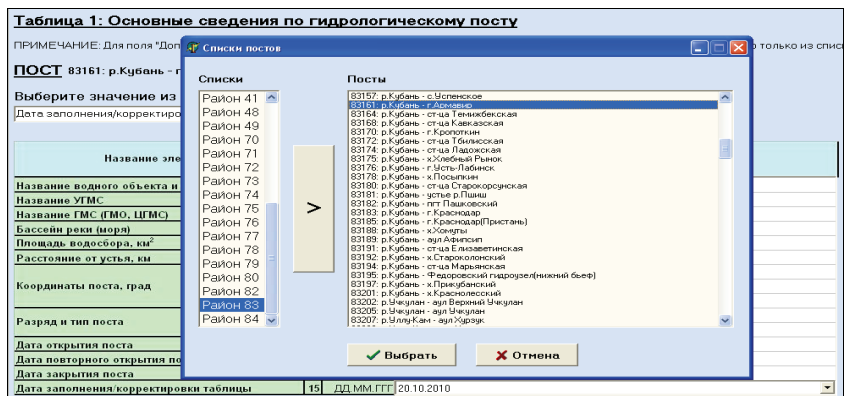 Таблица 1: Основные сведения по гидрологическому посту
ПРИМЕЧАНИЕ: Для поля "Доп
о только из спис
ПОСТ 83161: р.Кубань - г
Выберите значение из
Дата заполнения/корректиро
Название эле
Название водного объекта и
Название УГМС
Название ГМС (ГМО, ЦГМС)
Бассейн реки (моря)
Площадь водосбора, км²
Расстояние от устья, км
Координаты поста, град
Разряд и тип поста
Дата открытия поста
Дата повторного открытия по
Дата закрытия поста
Дата заполнения/корректировки таблицы 15 ДД.ММ.ГГГ 20.10.2010
Списки постов
Списки
Район 41
Район 48
Район 49
Район 70
Район 71
Район 72
Район 73
Район 74
Район 75
Район 76
Район 77
Район 78
Район 79
Район 80
Район 82
Район 83
Район 84
>
Посты
83157: р.Кубань - с.Успенское
83161: р.Кубань - г.Армавир
83164: р.Кубань - ст-ца Темижбекская
83168: р.Кубань - ст-ца Кавказская
83170: р.Кубань - г.Кропоткин
83172: р.Кубань - ст-ца Тбилисская
83174: р.Кубань - ст-ца Ладожская
83175: р.Кубань - х.Хлебный Рынок
83176: р.Кубань - г.Усть-Лабинск
83178: р.Кубань - х.Посыпкин
83180: р.Кубань - ст-ца Старокорсунская
83181: р.Кубань - устье р.Пшиш
83182: р.Кубань - пгт Пашковский
83183: р.Кубань - г.Краснодар
83185: р.Кубань - г.Краснодар(Пристань)
83188: р.Кубань - х.Хомуты
83189: р.Кубань - аул Афипсип
83191: р.Кубань - ст-ца Елизаветинская
83192: р.Кубань - х.Староколонский
83194: р.Кубань - ст-ца Марьянская
83195: р.Кубань - Федоровский гидроузел(нижний бьеф)
83197: р.Кубань - х.Прикубанский
83201: р.Кубань - х.Краснолесский
83202: р.Учкулан - аул Верхний Учкулан
83205: р.Учкулан - аул Учкулан
83207: р.Уллу-Кам - аул Хурзук
Выбрать
Отмена